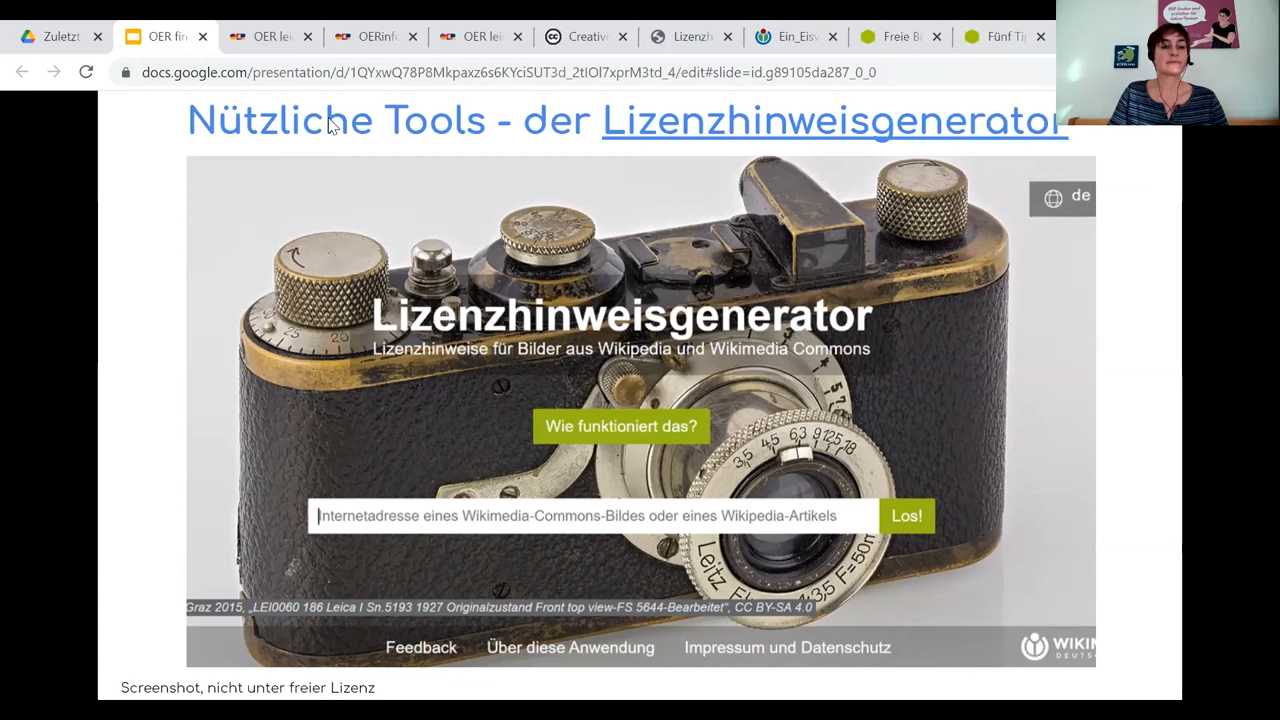 Zuletzt
OER fin
OER lei
OERinfo
OER lei
Creative
Lizenzh
Ein_Eisv
Freie Bi
Fünf Tip
docs.google.com/presentation/d/1QYxwQ78P6Mkpaxz6s6KYciSUT3d_2tIOl7xprM3td_4/edit#slide=id.g89105da287_0_0
Nützliche Tools - der Lizenzhinweisgenerator
de
Lizenzhinweisgenerator
Lizenzhinweise für Bilder aus Wikipedia und Wikimedia Commons
Wie funktioniert das?
Internetadresse eines Wikimedia-Commons-Bildes oder eines Wikipedia-Artikels
Los!
Graz 2015, „LEI0060 186 Leica I Sn.5193 1927 Originalzustand Front top view-FS 5644-Bearbeitet“, CC BY-SA 4.0
Feedback
Über diese Anwendung
Impressum und Datenschutz
WIKIM
DEUTS
Screenshot, nicht unter freier Lizenz